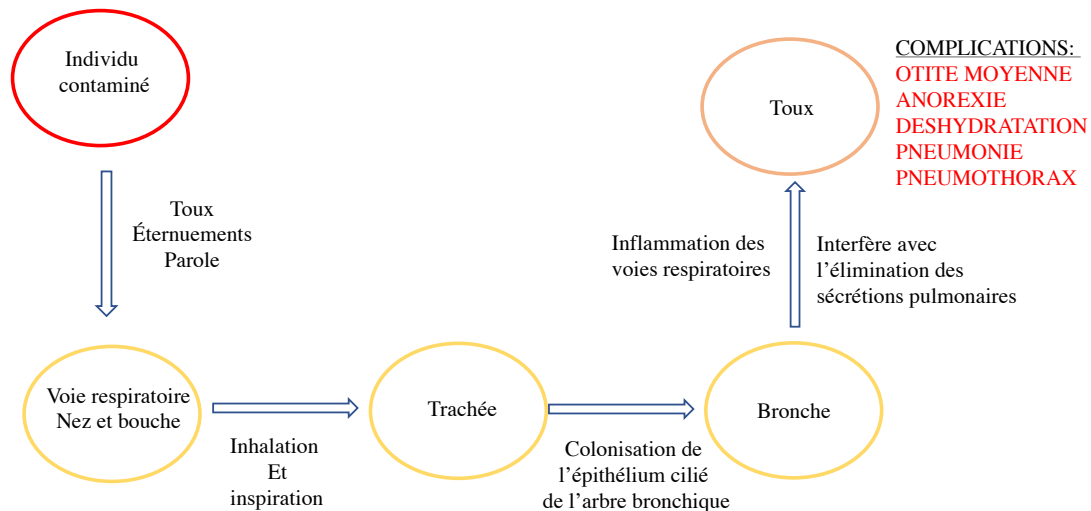 Individu
contaminé
Toux
Éternuements
Parole
Voie respiratoire
Nez et bouche
Inhalation
Et
inspiration
Trachée
Colonisation de
l’épithélium cilié
de l’arbre bronchique
Bronche
Inflammation des
voies respiratoires
Interfère avec
l’élimination des
sécrétions pulmonaires
Toux
COMPLICATIONS:
OTITE MOYENNE
ANOREXIE
DESHYDRATATION
PNEUMONIE
PNEUMOTHORAX